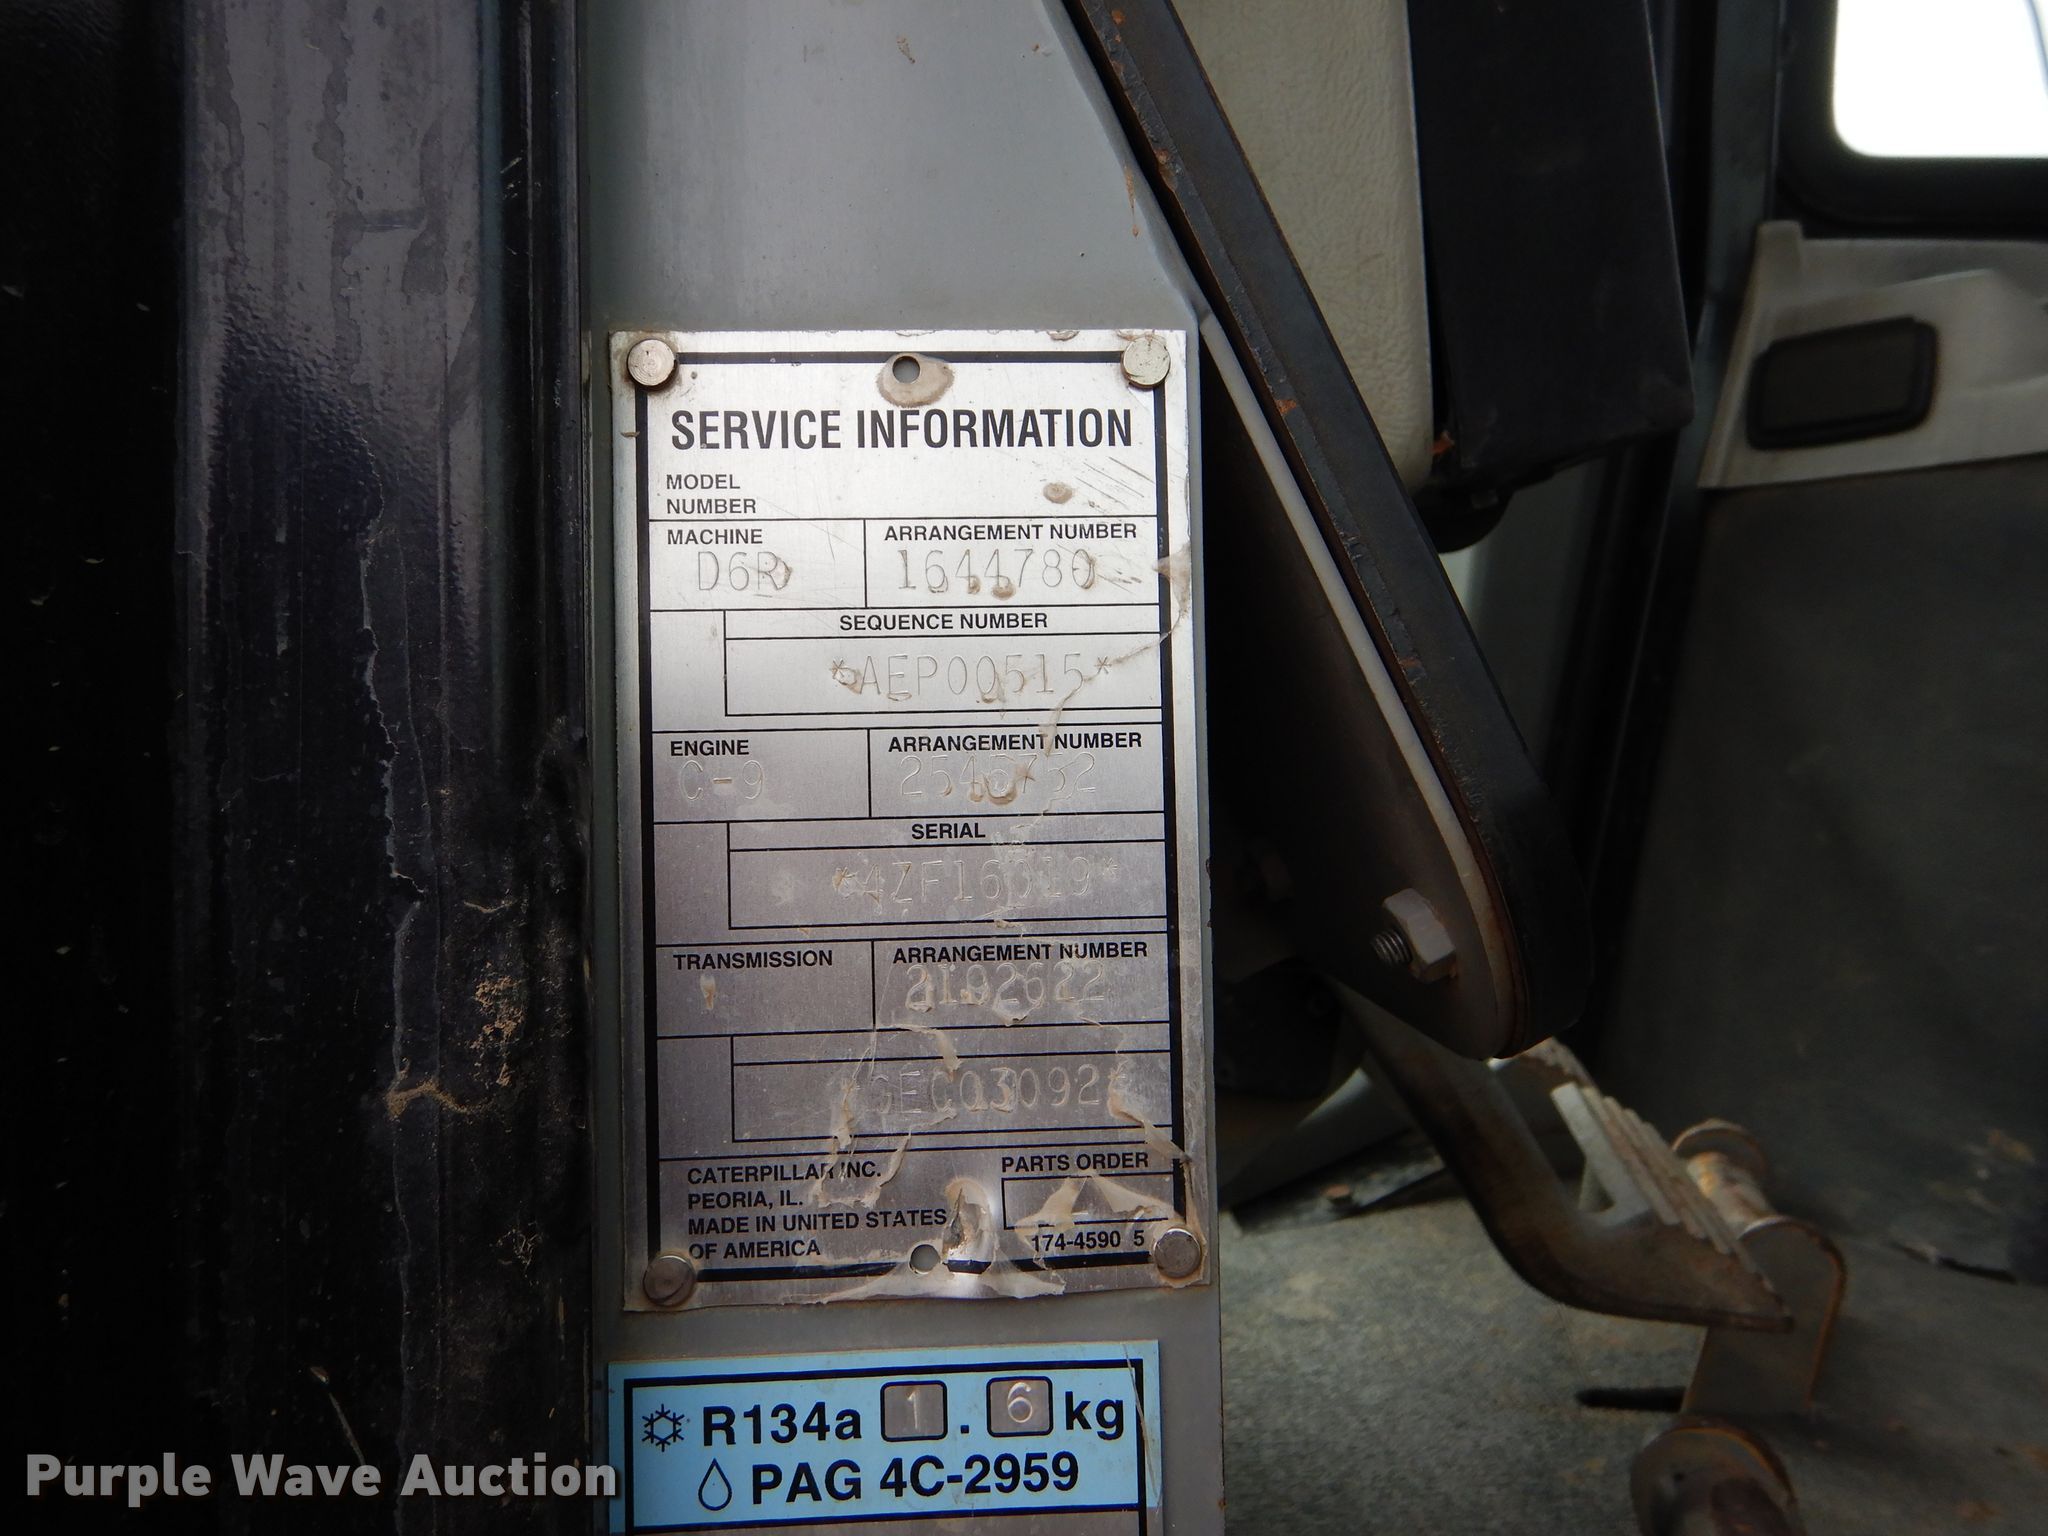 SERVICE INFORMATION
MODEL
NUMBER
MACHINE
ARRANGEMENT NUMBER
D6R
1644780
SEQUENCE NUMBER
*AEP00515*
ENGINE
ARRANGEMENT NUMBER
C-9
SERIAL
*4ZF16019*
TRANSMISSION
ARRANGEMENT NUMBER
2192622
CATERPILLAR INC.
PARTS ORDER
PEORIA, IL.
MADE IN UNITED STATES
OF AMERICA
174-4590 5
R134a 1.6 kg
PAG 4C-2959
Purple Wave Auction